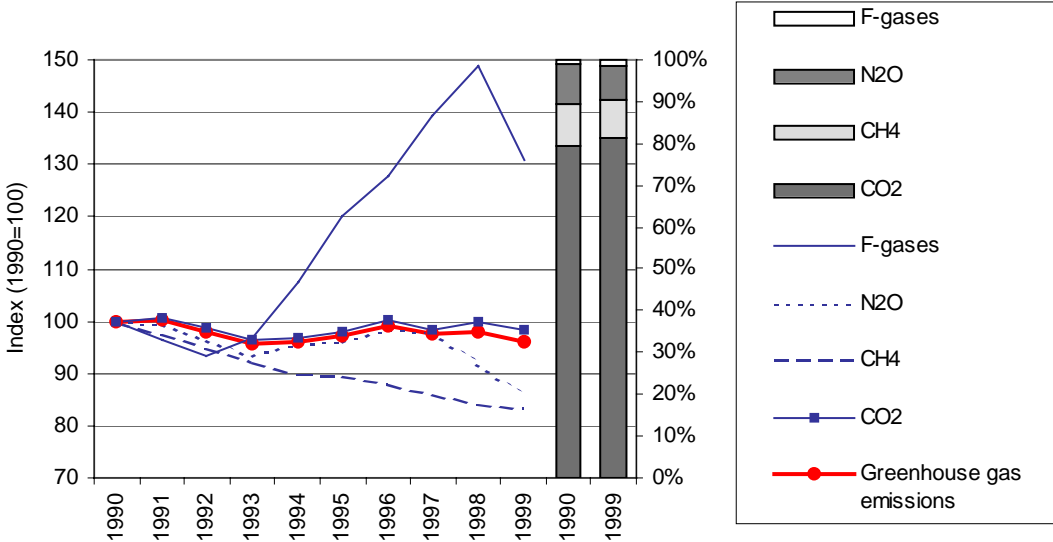 Index (1990=100)
150
140
130
120
110
100
90
80
70
100%
90%
80%
70%
60%
50%
40%
30%
20%
10%
0%
1990
1991
1992
1993
1994
1995
1996
1997
1998
1999
1990
1999
F-gases
N2O
CH4
CO2
F-gases
N2O
CH4
CO2
Greenhouse gas
emissions